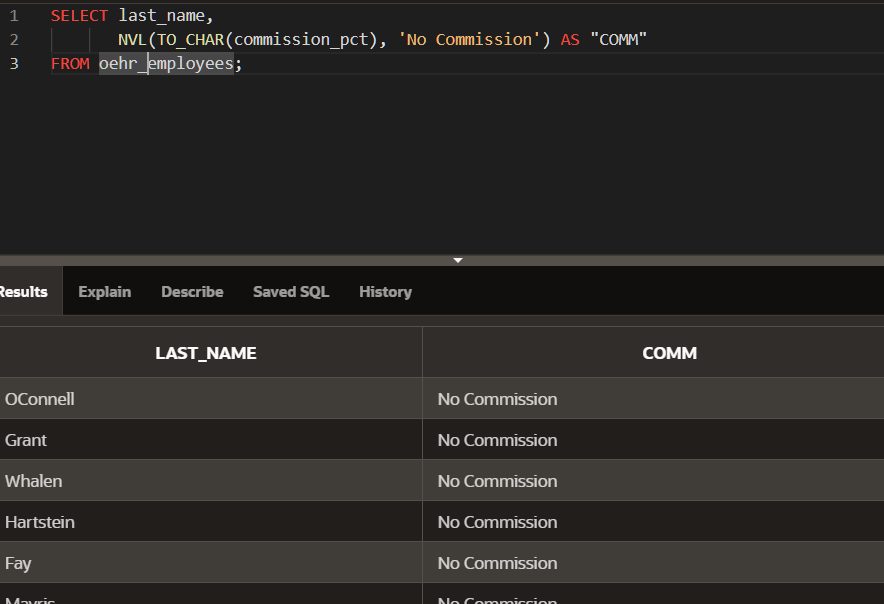 1 SELECT last_name,
2 NVL(TO_CHAR(commission_pct), 'No Commission') AS "COMM"
3 FROM oehr_employees;
Results Explain Describe Saved SQL History
LAST_NAME COMM
OConnell No Commission
Grant No Commission
Whalen No Commission
Hartstein No Commission
Fay No Commission
Mavris No Commission